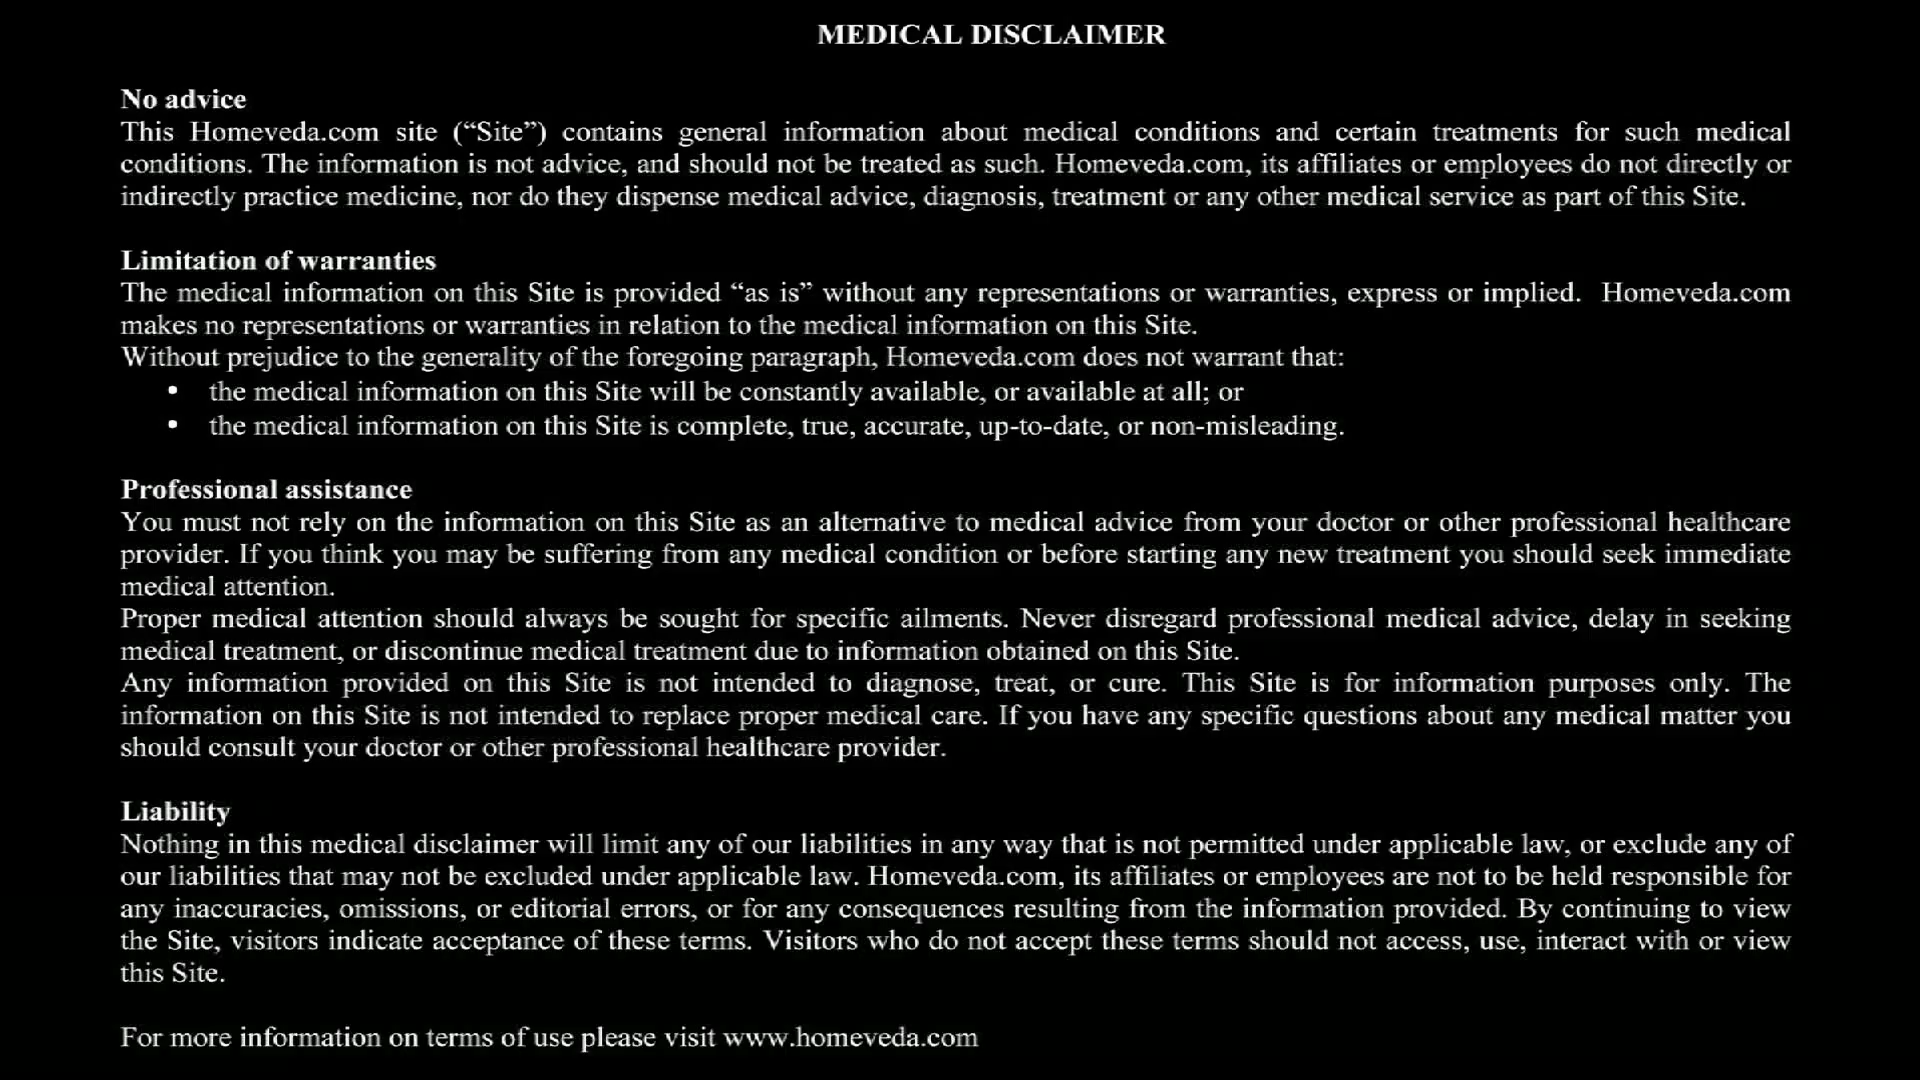 MEDICAL DISCLAIMER
No advice
This Homeveda.com site (“Site”) contains general information about medical conditions and certain treatments for such medical
conditions. The information is not advice, and should not be treated as such. Homeveda.com, its affiliates or employees do not directly or
indirectly practice medicine, nor do they dispense medical advice, diagnosis, treatment or any other medical service as part of this Site.
Limitation of warranties
The medical information on this Site is provided “as is” without any representations or warranties, express or implied. Homeveda.com
makes no representations or warranties in relation to the medical information on this Site.
Without prejudice to the generality of the foregoing paragraph, Homeveda.com does not warrant that:
• the medical information on this Site will be constantly available, or available at all; or
• the medical information on this Site is complete, true, accurate, up-to-date, or non-misleading.
Professional assistance
You must not rely on the information on this Site as an alternative to medical advice from your doctor or other professional healthcare
provider. If you think you may be suffering from any medical condition or before starting any new treatment you should seek immediate
medical attention.
Proper medical attention should always be sought for specific ailments. Never disregard professional medical advice, delay in seeking
medical treatment, or discontinue medical treatment due to information obtained on this Site.
Any information provided on this Site is not intended to diagnose, treat, or cure. This Site is for information purposes only. The
information on this Site is not intended to replace proper medical care. If you have any specific questions about any medical matter you
should consult your doctor or other professional healthcare provider.
Liability
Nothing in this medical disclaimer will limit any of our liabilities in any way that is not permitted under applicable law, or exclude any of
our liabilities that may not be excluded under applicable law. Homeveda.com, its affiliates or employees are not to be held responsible for
any inaccuracies, omissions, or editorial errors, or for any consequences resulting from the information provided. By continuing to view
the Site, visitors indicate acceptance of these terms. Visitors who do not accept these terms should not access, use, interact with or view
this Site.
For more information on terms of use please visit www.homeveda.com